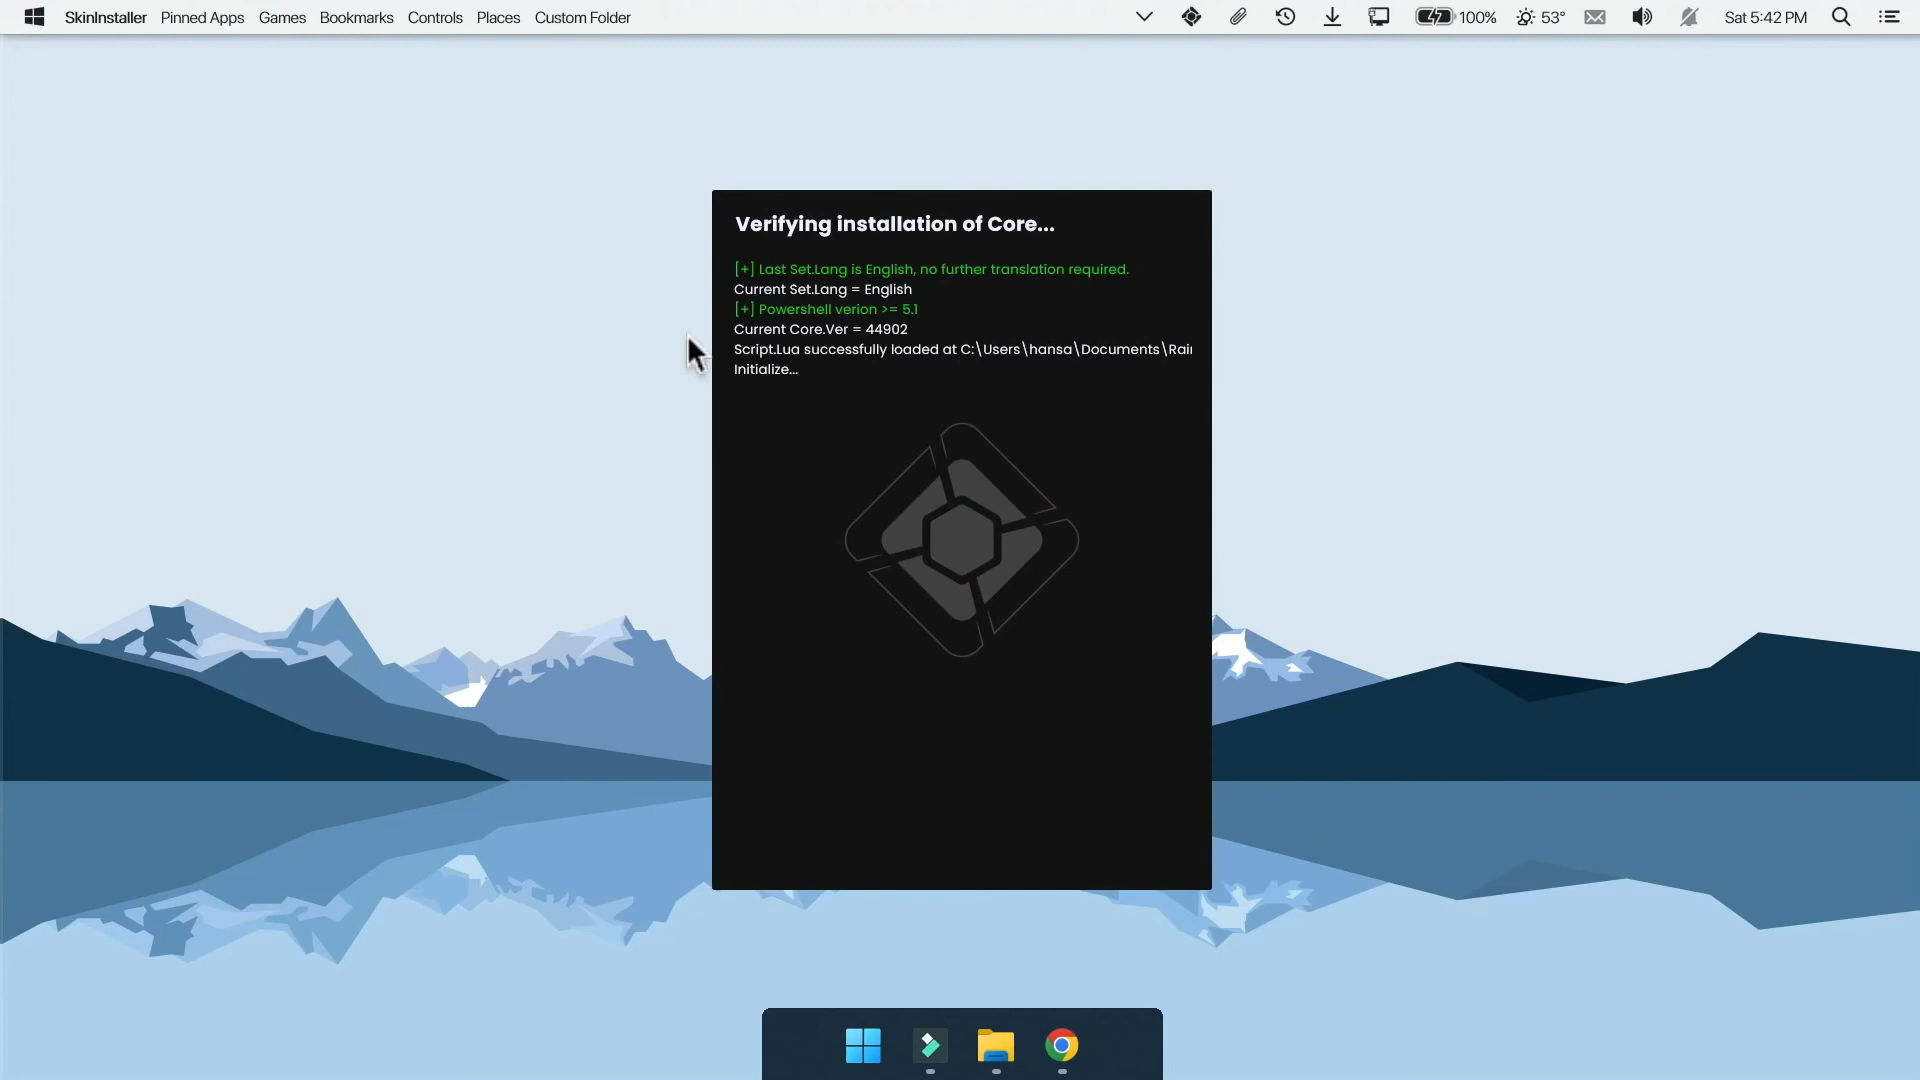 SkinInstaller Pinned Apps Games Bookmarks Controls Places Custom Folder 100% 53° Sat 5:42 PM
Verifying installation of Core...
[+] Last Set.Lang is English, no further translation required.
Current Set.Lang = English
[+] Powershell verion >= 5.1
Current Core.Ver = 44902
Script.Lua successfully loaded at C:\Users\hansa\Documents\Rai
Initialize...